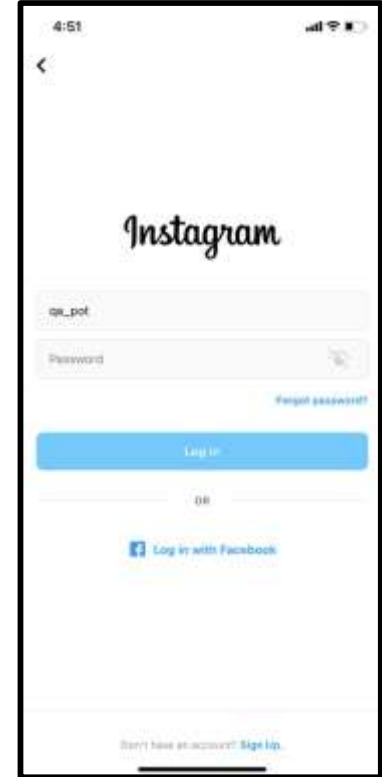 4:51
Instagram
qa_pot
Password
Forgot password?
Log in
OR
Log in with Facebook
Don't have an account? Sign Up.